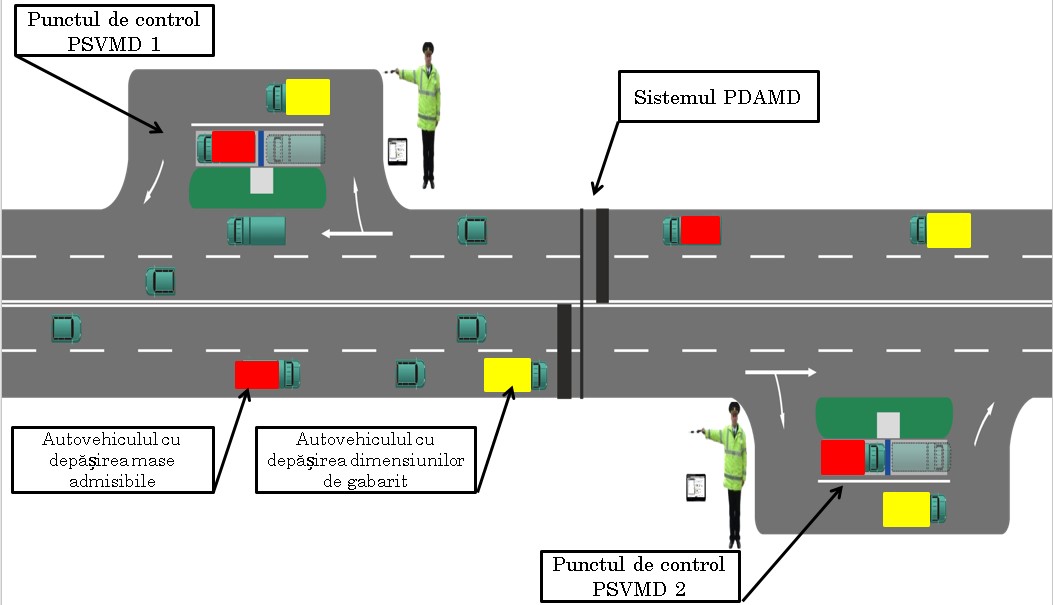 Punctul de control
PSVMD 1
Sistemul PDAMD
Autovehiculul cu
depășirea mase
admisibile
Autovehiculul cu
depășirea dimensiunilor
de gabarit
Punctul de control
PSVMD 2